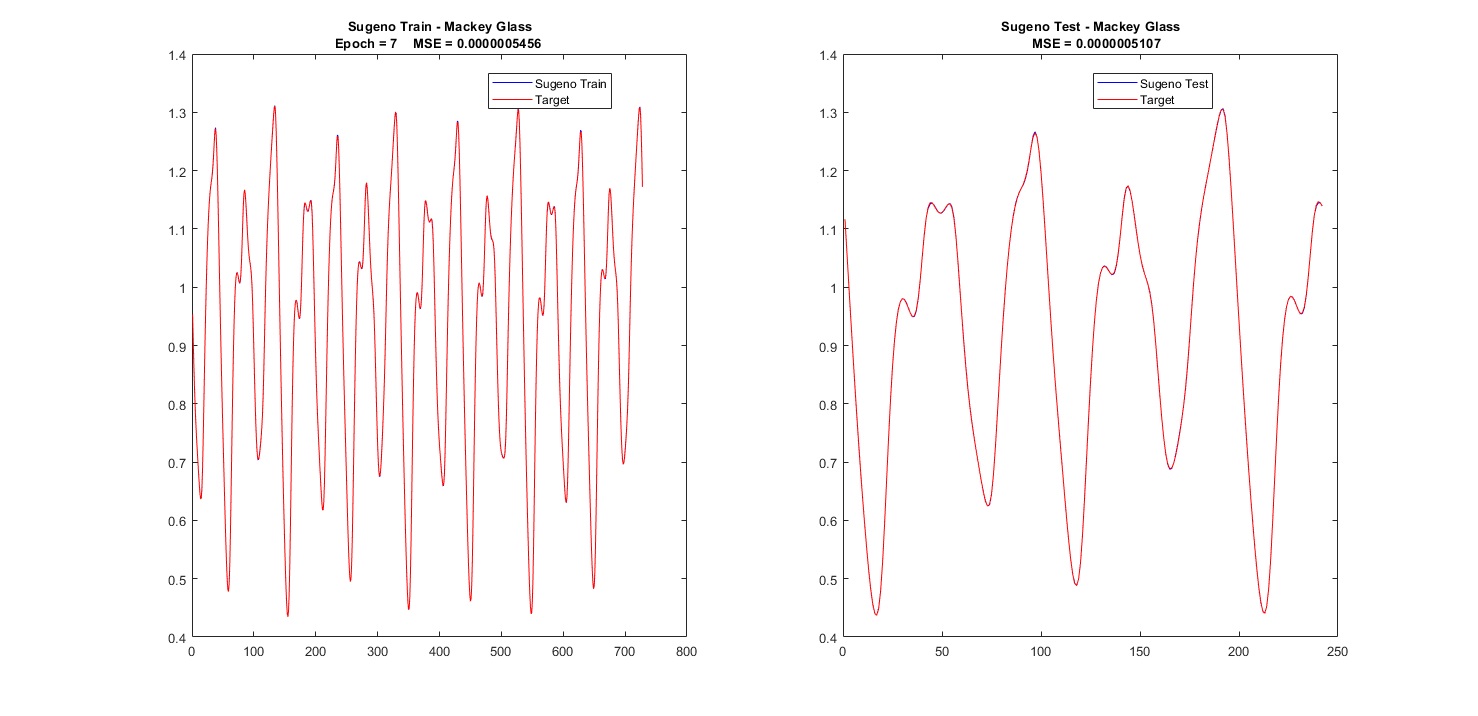 Sugeno Train - Mackey Glass
Epoch = 7 MSE = 0.0000005456
1.4
1.3
1.2
1.1
1
0.9
0.8
0.7
0.6
0.5
0.4
0 100 200 300 400 500 600 700 800
Sugeno Train
Target
Sugeno Test - Mackey Glass
MSE = 0.0000005107
1.4
1.3
1.2
1.1
1
0.9
0.8
0.7
0.6
0.5
0.4
0 50 100 150 200 250
Sugeno Test
Target